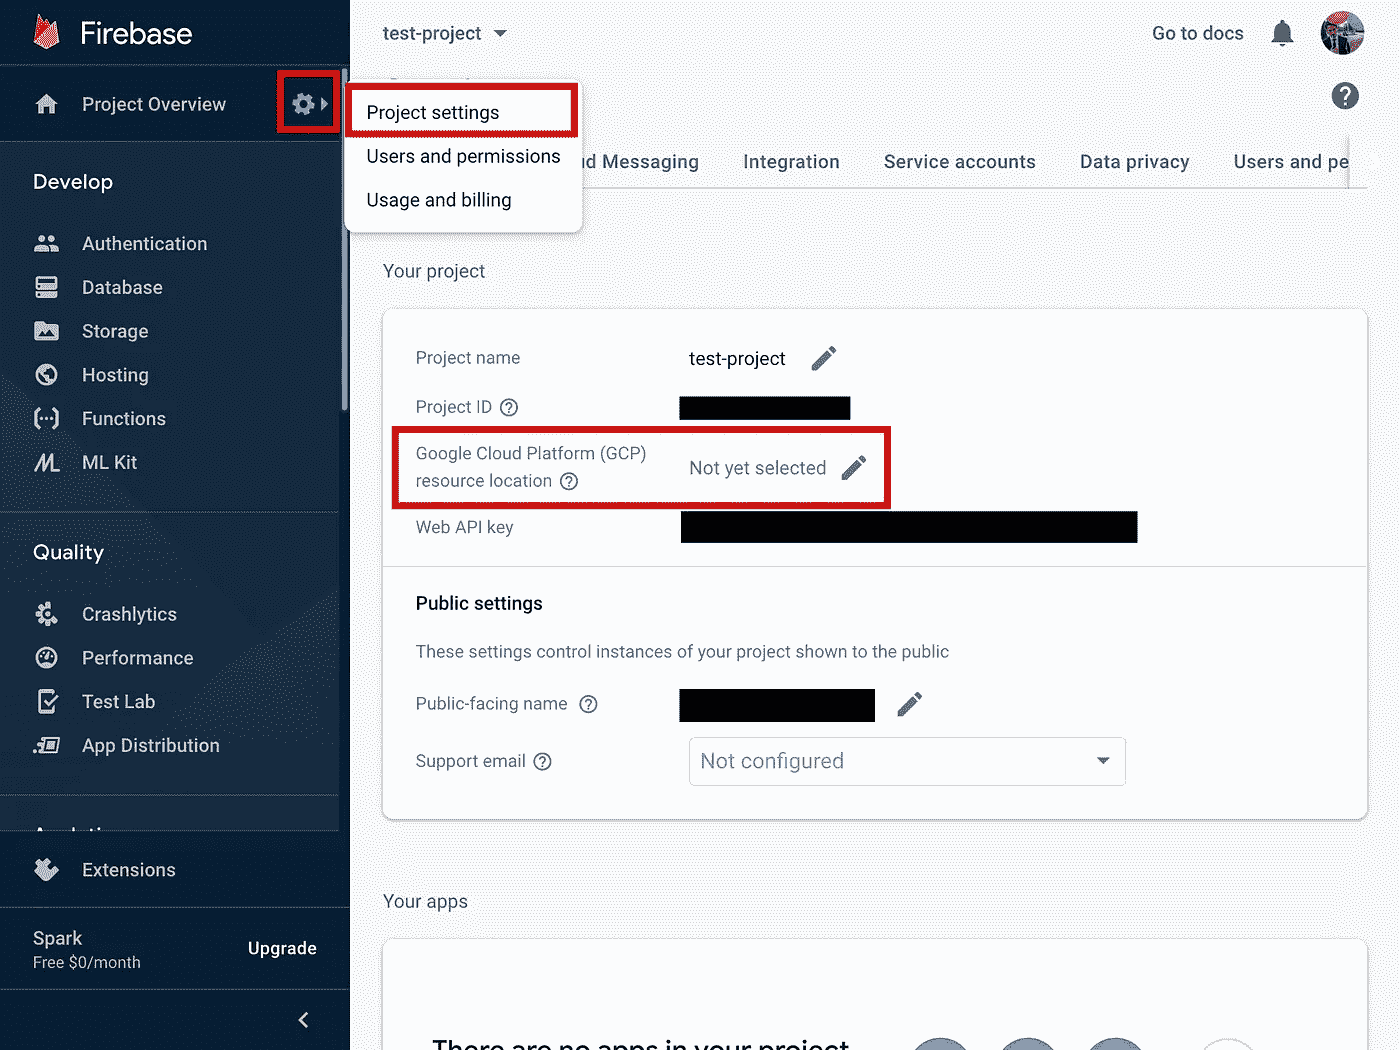 Firebase
test-project
Go to docs
Project Overview
Project settings
Users and permissions
Usage and billing
d Messaging
Integration
Service accounts
Data privacy
Users and pe
Develop
Authentication
Database
Storage
Hosting
Functions
ML Kit
Quality
Crashlytics
Performance
Test Lab
App Distribution
Extensions
Spark
Free $0/month
Upgrade
Your project
Project name
test-project
Project ID
Google Cloud Platform (GCP)
resource location
Not yet selected
Web API key
Public settings
These settings control instances of your project shown to the public
Public-facing name
Support email
Not configured
Your apps
There are no apps in your project